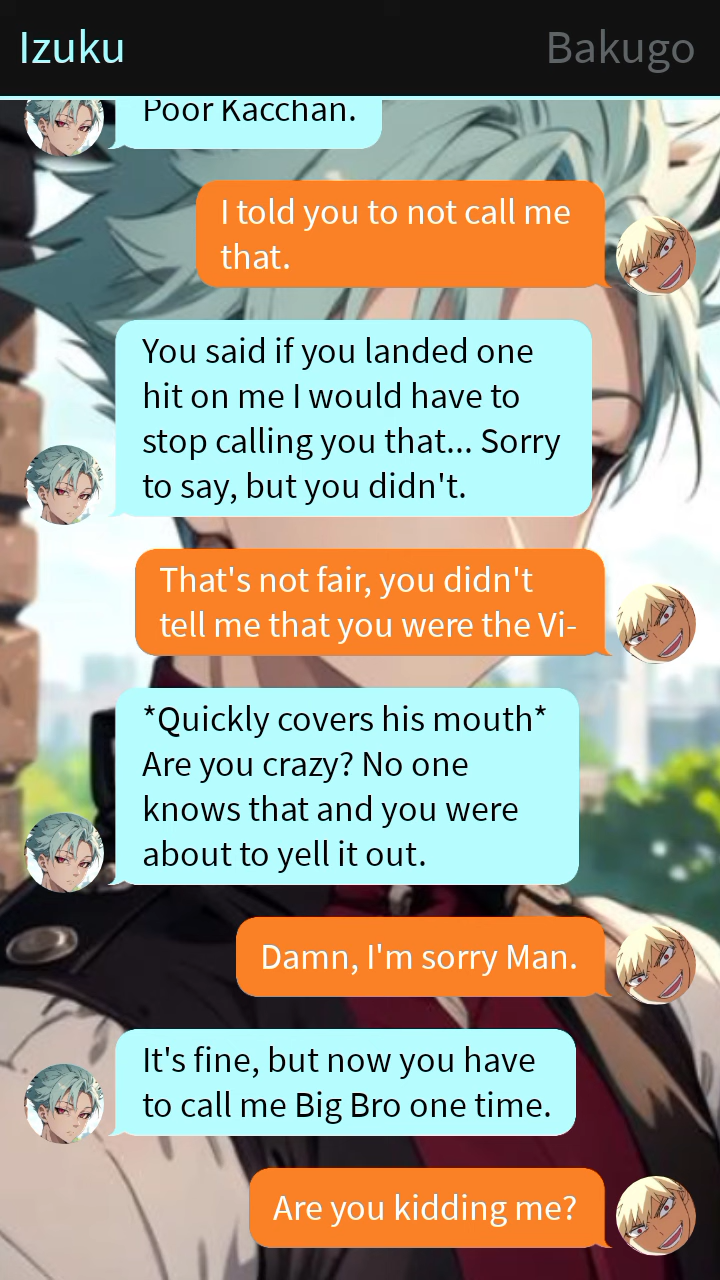 Izuku
Bakugo
Poor Kacchan.
I told you to not call me
that.
You said if you landed one
hit on me I would have to
stop calling you that... Sorry
to say, but you didn't.
That's not fair, you didn't
tell me that you were the Vi-
*Quickly covers his mouth*
Are you crazy? No one
knows that and you were
about to yell it out.
Damn, I'm sorry Man.
It's fine, but now you have
to call me Big Bro one time.
Are you kidding me?